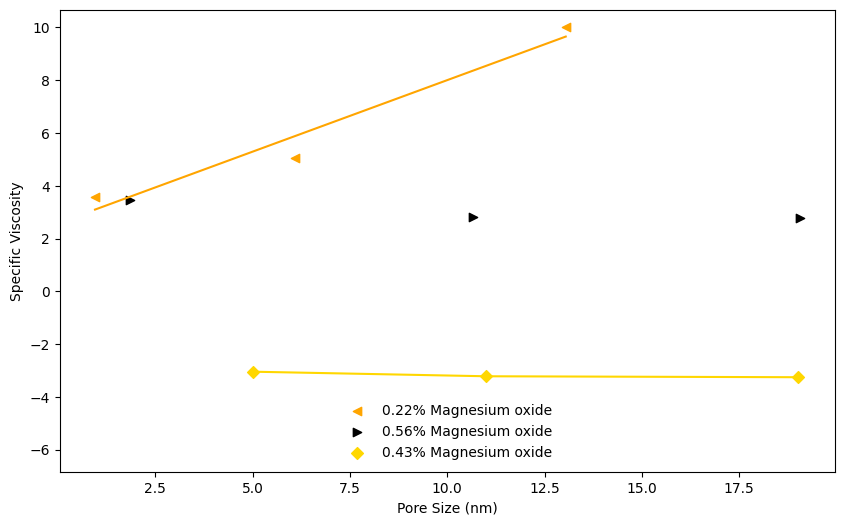 10
8
6
4
2
0
−2
−4
−6
Specific Viscosity
0.22% Magnesium oxide
0.56% Magnesium oxide
0.43% Magnesium oxide
2.5 5.0 7.5 10.0 12.5 15.0 17.5
Pore Size (nm)